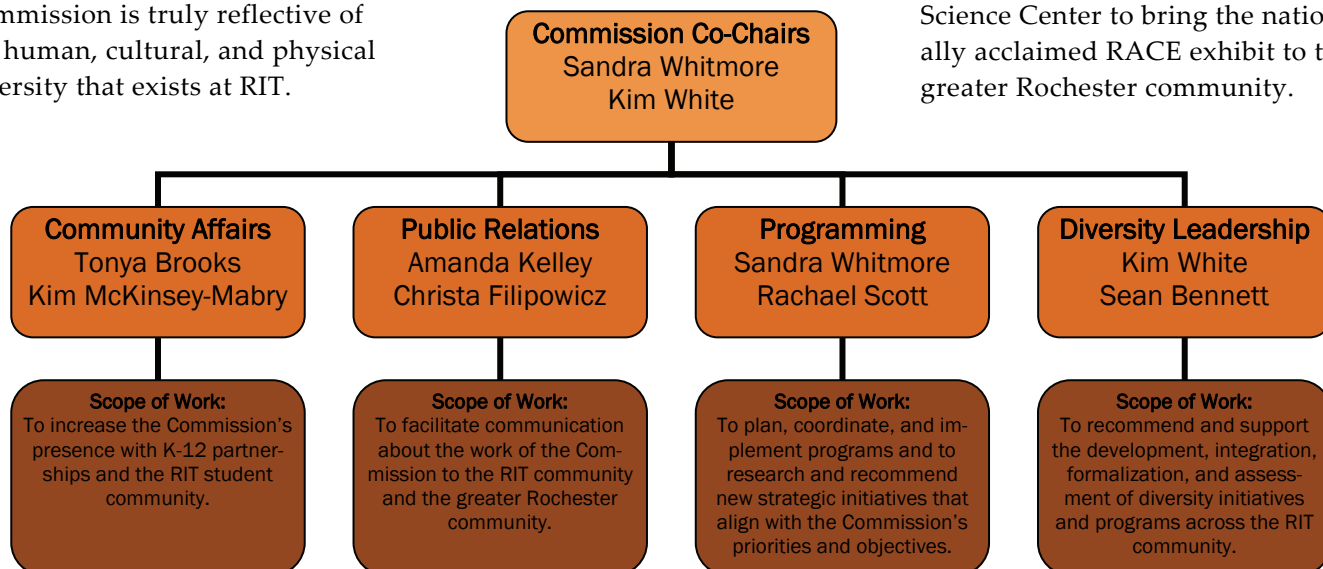 mmission is truly reflective of
human, cultural, and physical
ersity that exists at RIT.
Commission Co-Chairs
Sandra Whitmore
Kim White
Science Center to bring the natio
ally acclaimed RACE exhibit to t
greater Rochester community.
Community Affairs
Tonya Brooks
Kim McKinsey-Mabry
Public Relations
Amanda Kelley
Christa Filipowicz
Programming
Sandra Whitmore
Rachael Scott
Diversity Leadership
Kim White
Sean Bennett
Scope of Work:
To increase the Commission's
presence with K-12 partner-
ships and the RIT student
community.
Scope of Work:
To facilitate communication
about the work of the Com-
mission to the RIT community
and the greater Rochester
community.
Scope of Work:
To plan, coordinate, and im-
plement programs and to
research and recommend
new strategic initiatives that
align with the Commission's
priorities and objectives.
Scope of Work:
To recommend and support
the development, integration,
formalization, and assess-
ment of diversity initiatives
and programs across the RIT
community.